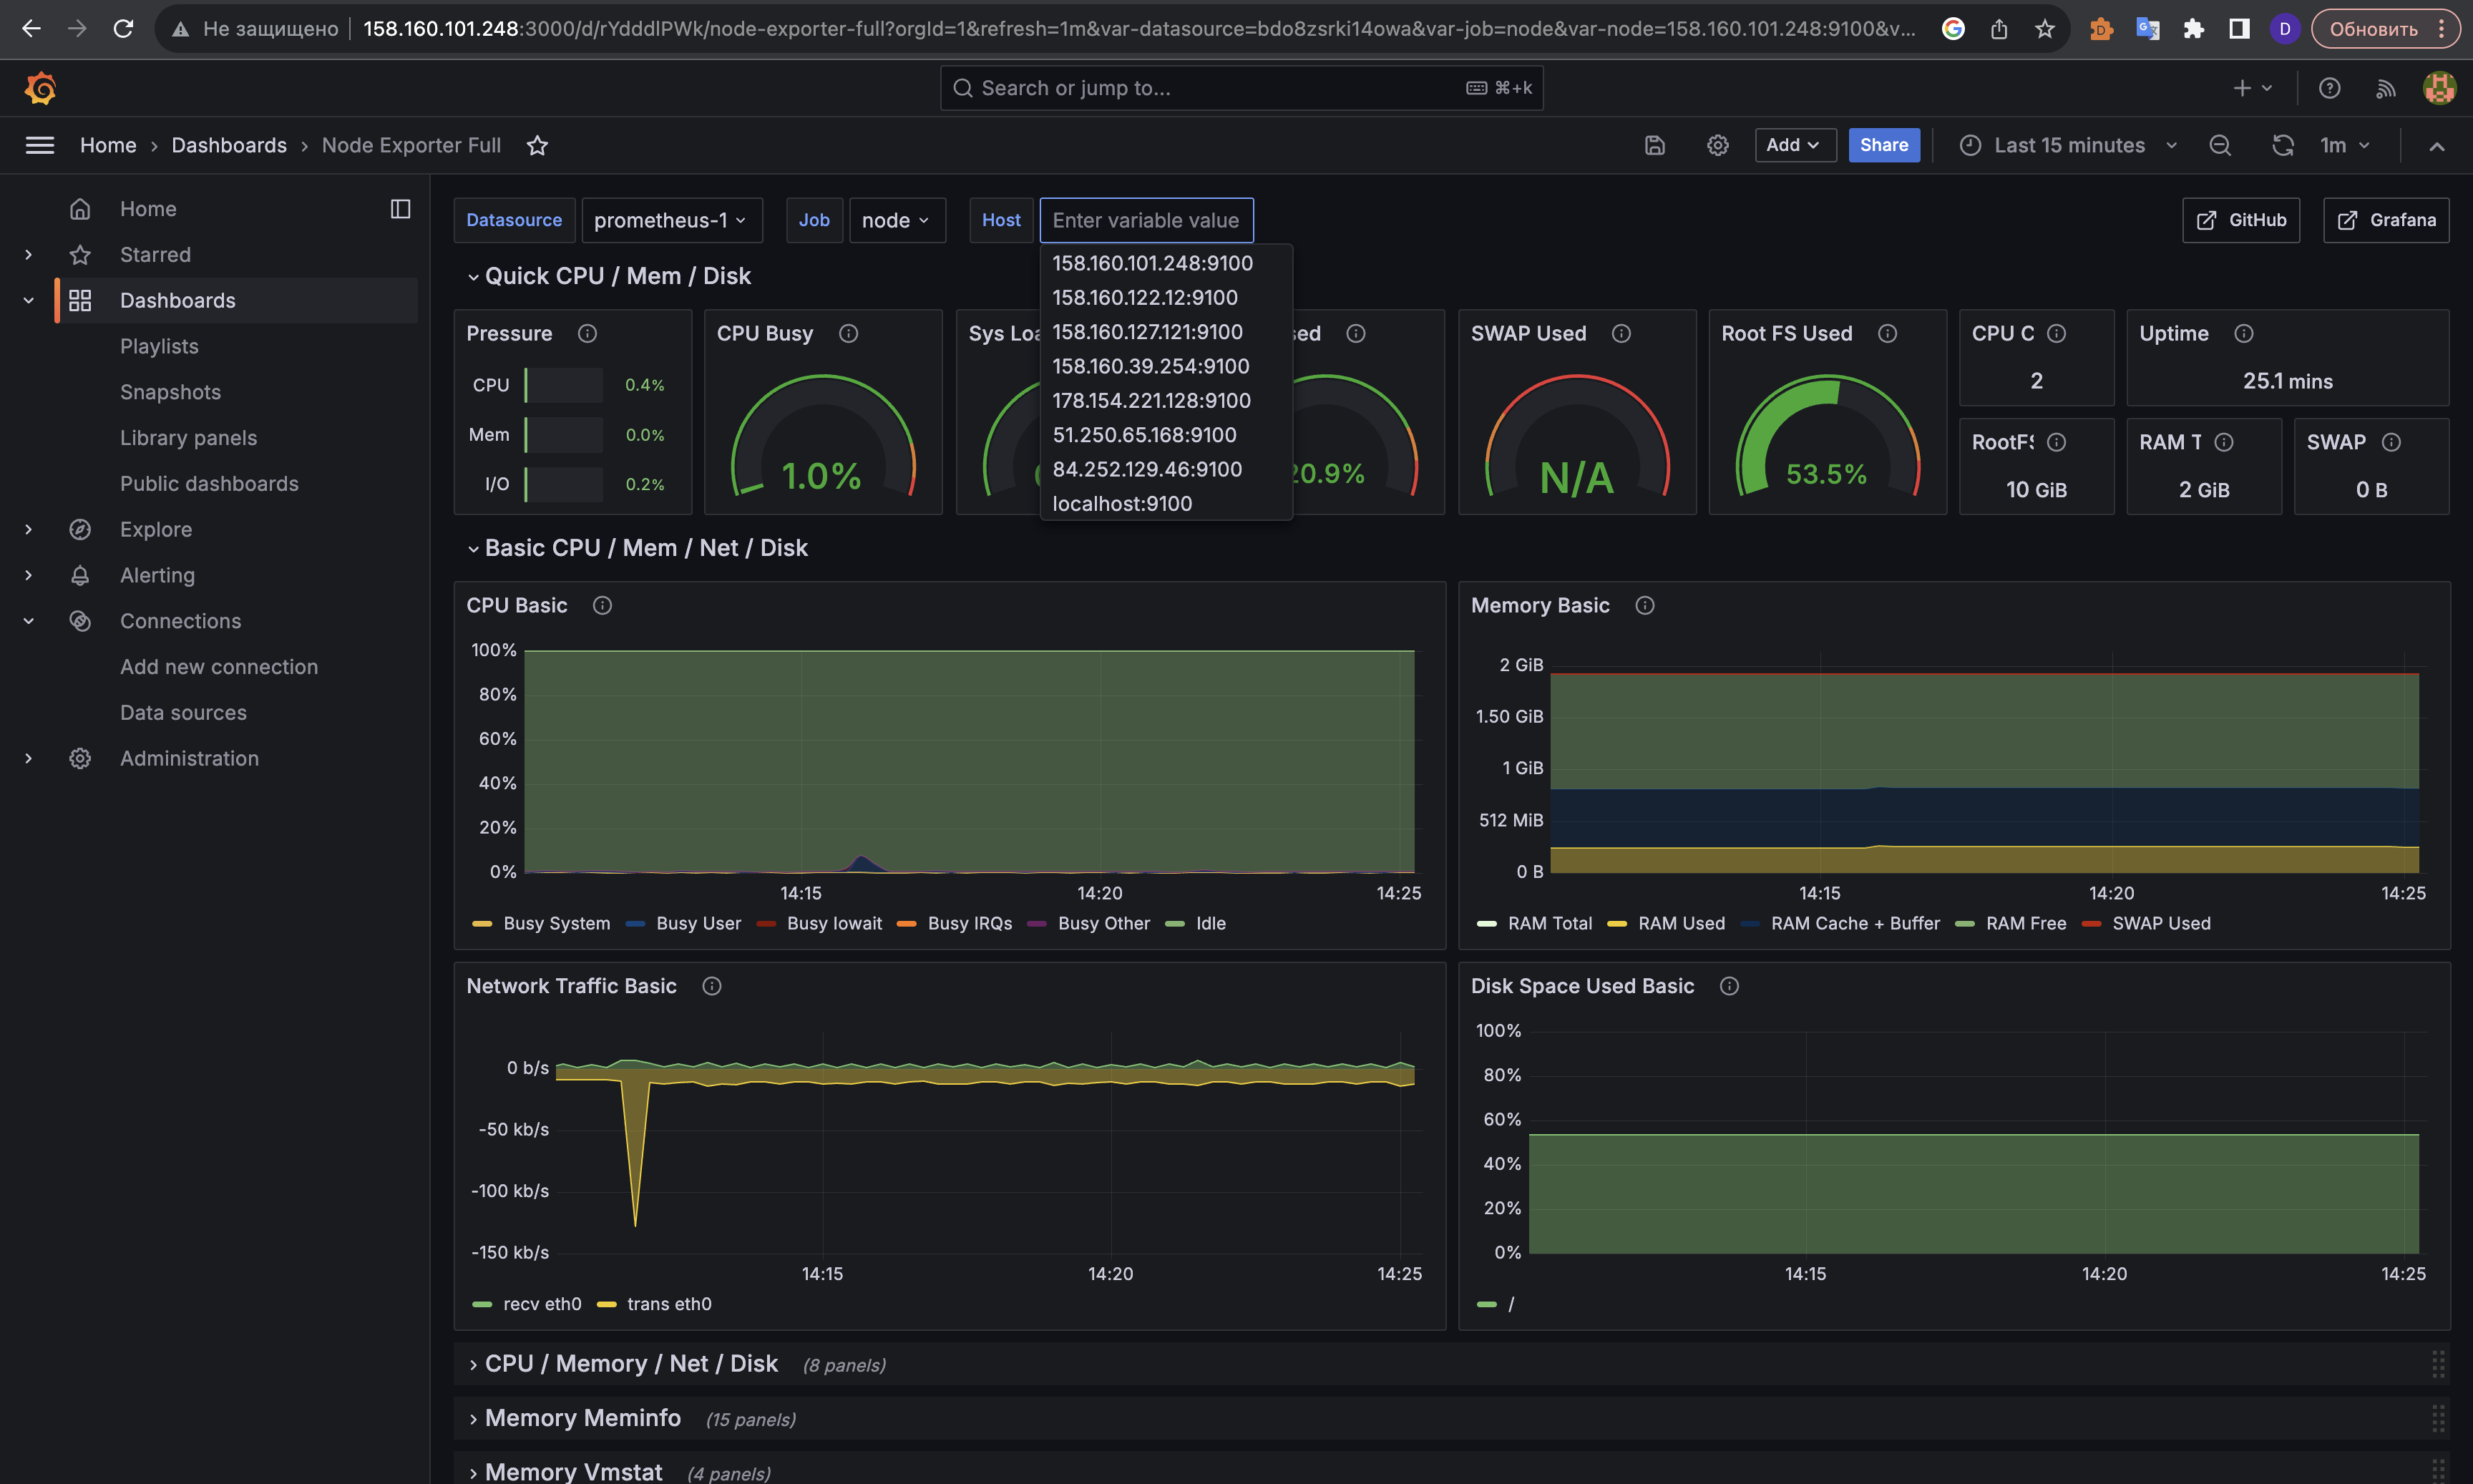 Не защищено
158.160.101.248:3000/d/rYdddlPWk/node-exporter-full?orgId=1&refresh=1m&var-datasource=bdo8zsrki14owa&var-job=node&var-node=158.160.101.248:9100&v...
D
Обновить
Search or jump to...
⌘+k
Home › Dashboards › Node Exporter Full
Add
Share
Last 15 minutes
1m
Home
Starred
Dashboards
Playlists
Snapshots
Library panels
Public dashboards
Explore
Alerting
Connections
Add new connection
Data sources
Administration
Datasource prometheus-1
Job node
Host Enter variable value
GitHub
Grafana
158.160.101.248:9100
158.160.122.12:9100
158.160.127.121:9100
158.160.39.254:9100
178.154.221.128:9100
51.250.65.168:9100
84.252.129.46:9100
localhost:9100
Quick CPU / Mem / Disk
Pressure
CPU 0.4%
Mem 0.0%
I/O 0.2%
CPU Busy
1.0%
Sys Loa
sed
20.9%
SWAP Used
N/A
Root FS Used
53.5%
CPU C
2
Uptime
25.1 mins
RootFS
10 GiB
RAM T
2 GiB
SWAP
0 B
Basic CPU / Mem / Net / Disk
CPU Basic
100%
80%
60%
40%
20%
0%
14:15 14:20 14:25
Busy System Busy User Busy Iowait Busy IRQs Busy Other Idle
Memory Basic
2 GiB
1.50 GiB
1 GiB
512 MiB
0 B
14:15 14:20 14:25
RAM Total RAM Used RAM Cache + Buffer RAM Free SWAP Used
Network Traffic Basic
0 b/s
-50 kb/s
-100 kb/s
-150 kb/s
14:15 14:20 14:25
recv eth0 trans eth0
Disk Space Used Basic
100%
80%
60%
40%
20%
0%
14:15 14:20 14:25
/
CPU / Memory / Net / Disk (8 panels)
Memory Meminfo (15 panels)
Memory Vmstat (4 panels)